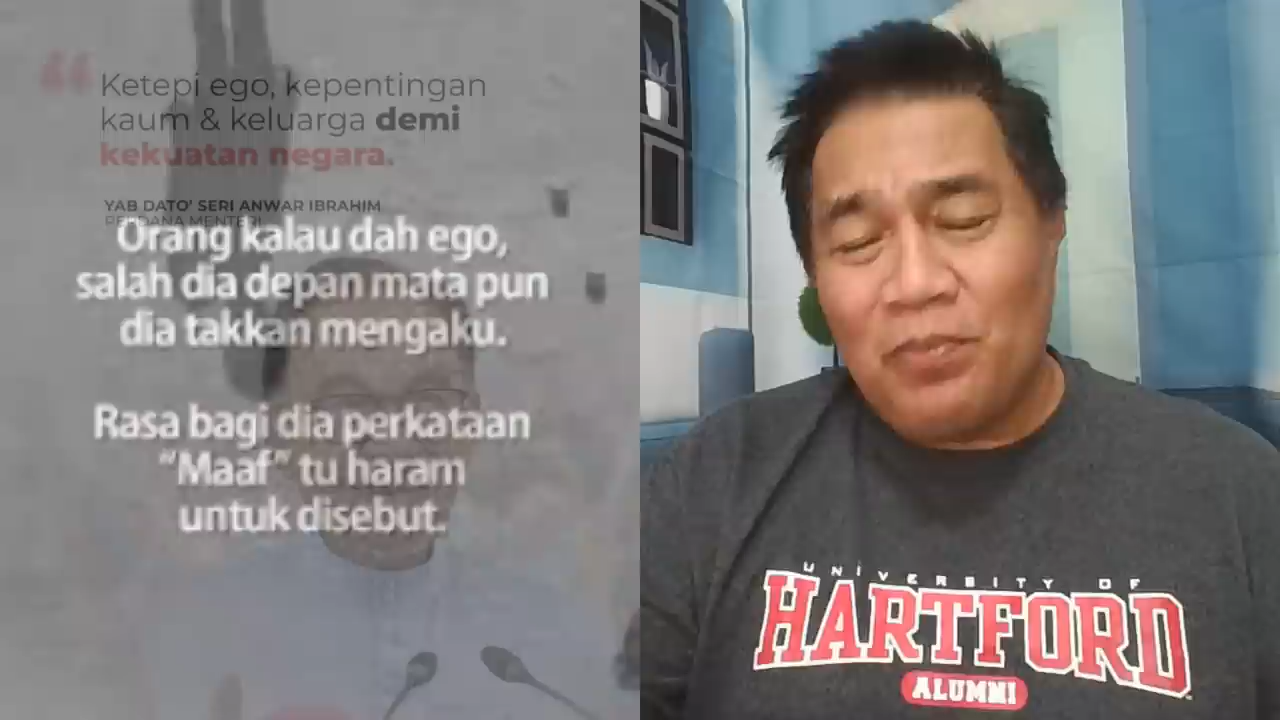 “Ketepi ego, kepentingan
kaum & keluarga demi
kekuatan negara.
YAB DATO’ SERI ANWAR IBRAHIM
PERDANA MENTERI
Orang kalau dah ego,
salah dia depan mata pun
dia takkan mengaku.
Rasa bagi dia perkataan
“Maaf” tu haram
untuk disebut.
UNIVERSITY OF
HARTFORD
ALUMNI